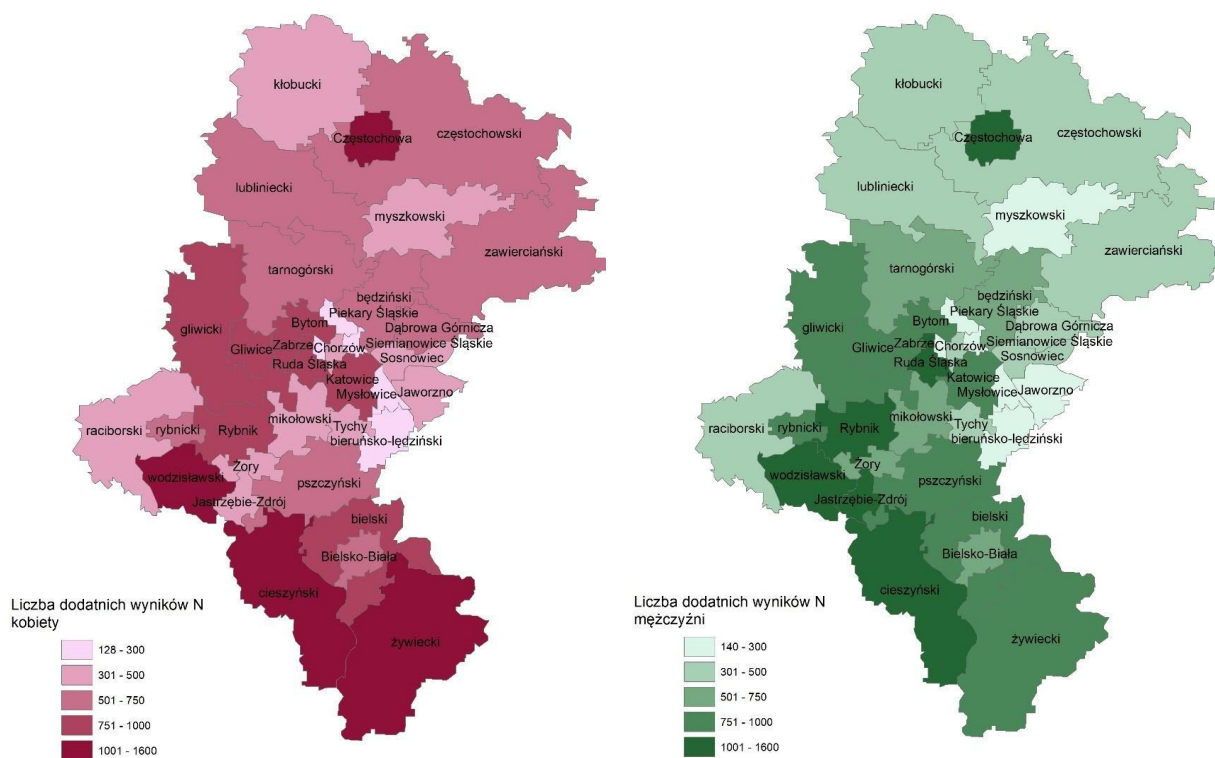 kłobucki
Częstochowa
częstochowski
lubliniecki
myszkowski
zawierciański
tarnogórski
będziński
Piekary Śląskie
Bytom
Dąbrowa Górnicza
gliwicki
Zabrze
Chorzów
Siemianowice Śląskie
Gliwice
Sosnowiec
Ruda Śląska
Katowice
Mysłowice
Jaworzno
mikołowski
Tychy
raciborski
rybnicki
Rybnik
bieruńsko-lędziński
Żory
wodzisławski
pszczyński
Jastrzębie-Zdrój
bielski
Bielsko-Biała
cieszyński
żywiecki
Liczba dodatnich wyników N
kobiety
128 - 300
301 - 500
501 - 750
751 - 1000
1001 - 1600
kłobucki
Częstochowa
częstochowski
lubliniecki
myszkowski
zawierciański
tarnogórski
będziński
Piekary Śląskie
Bytom
Dąbrowa Górnicza
gliwicki
Zabrze
Chorzów
Siemianowice Śląskie
Gliwice
Sosnowiec
Ruda Śląska
Katowice
Mysłowice
Jaworzno
mikołowski
Tychy
raciborski
rybnicki
Rybnik
bieruńsko-lędziński
Żory
wodzisławski
pszczyński
Jastrzębie-Zdrój
bielski
Bielsko-Biała
cieszyński
żywiecki
Liczba dodatnich wyników N
mężczyźni
140 - 300
301 - 500
501 - 750
751 - 1000
1001 - 1600